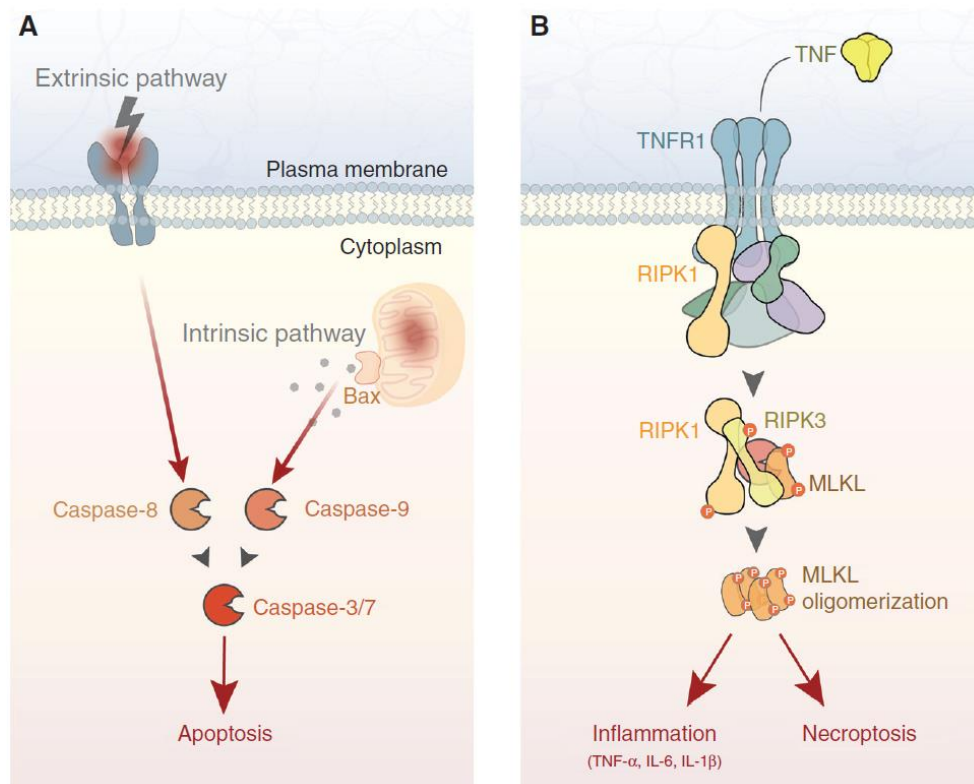 A
Extrinsic pathway
Plasma membrane
Cytoplasm
Intrinsic pathway
Bax
Caspase-8
Caspase-9
Caspase-3/7
Apoptosis
B
TNF
TNFR1
RIPK1
RIPK1
RIPK3
P
P
MLKL
P
P
P
P
P
P
P
P
P
MLKL
oligomerization
Inflammation
(TNF-α, IL-6, IL-1β)
Necroptosis